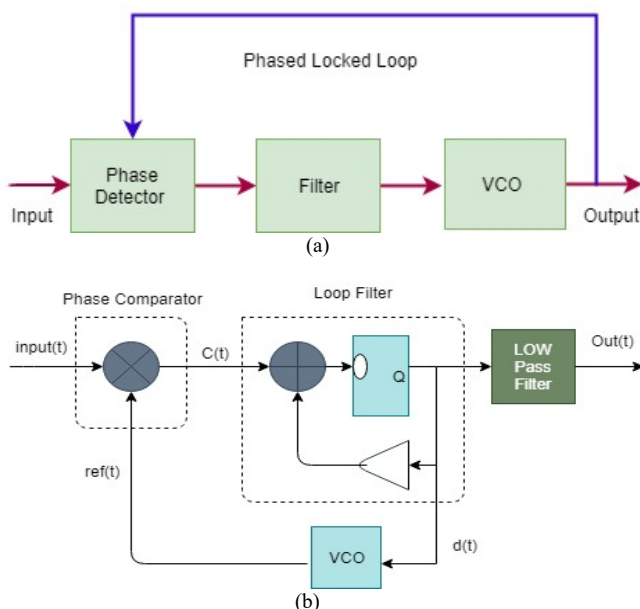 Phased Locked Loop
Phase
Detector
Filter
VCO
Input
Output
(a)
Phase Comparator
Loop Filter
input(t)
C(t)
Q
LOW
Pass
Filter
Out(t)
ref(t)
VCO
d(t)
(b)